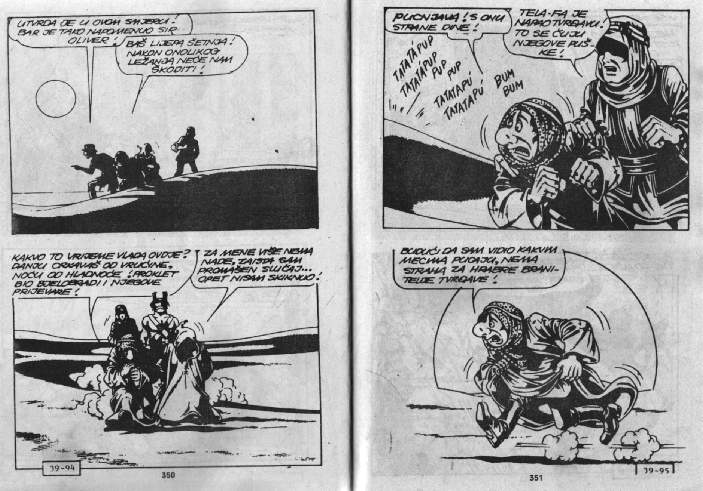 UTVRDA JE U OVOM SMJERU!
BAR JE TAKO NAPOMENUO SIR
OLIVER!
BAŠ LIJEPA ŠETNJA!
NAKON ONOLIKOG
LEŽANJA NEĆE NAM
ŠKODITI!
KAKVO TO VRIJEME VLADA OVDJE?
DANJU CRKAVAŠ OD VRUĆINE,
NOĆU OD HLADNOĆE! PROKLET
BIO BJELOBRADI I NJEGOVE
PRIJEVARE!
ZA MENE VIŠE NEMA
NADE, ZAISTA SAM
PROMAŠEN SLUČAJ...
OPET NISAM SKIKNUO!
39-94
350
PUCNJAVA! S ONU
STRANE DINE!
TELA-FA JE
NAPAO TVRĐAVU!
TO SE ČUJU
NJEGOVE PUŠ-
KE!
TATATAPUP
TATATAPUP
PUP PUP
TATATAPU
TATATAPU
BUM
BUM
BUDUĆI DA SAM VIDIO KAKVIM
MECIMA PUCAJU, NEMA
STRAHA ZA HRABRE BRANI-
TELJE TVRĐAVE!
39-95
351